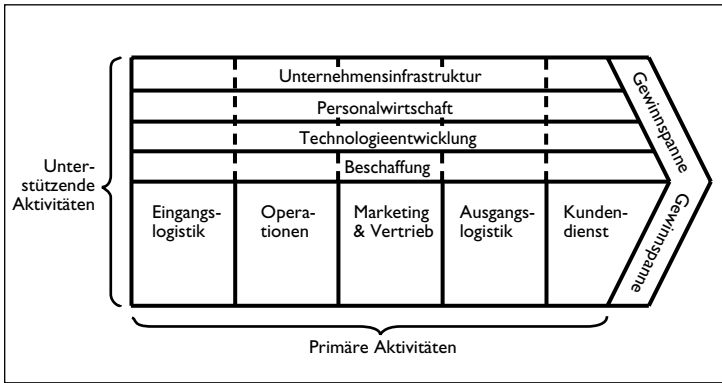 Unternehmensinfrastruktur
Personalwirtschaft
Technologieentwicklung
Beschaffung
Unter-
stützende
Aktivitäten
Eingangs-
logistik
Opera-
tionen
Marketing
& Vertrieb
Ausgangs-
logistik
Kunden-
dienst
Gewinnspanne
Gewinnspanne
Primäre Aktivitäten